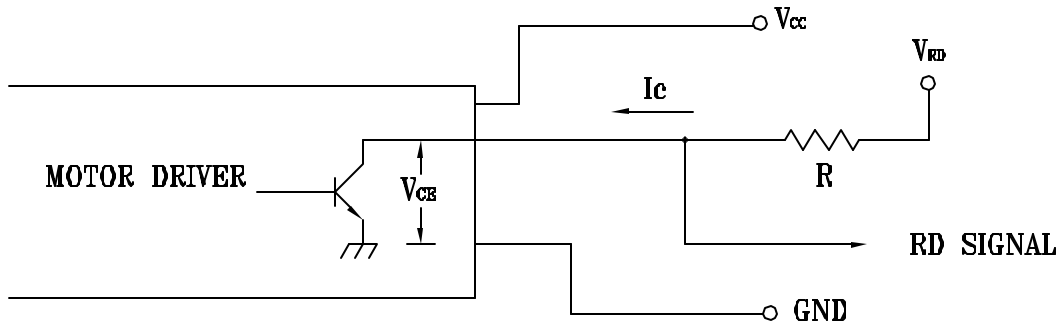 VCC
VRD
Ic
MOTOR DRIVER
VCE
R
RD SIGNAL
GND